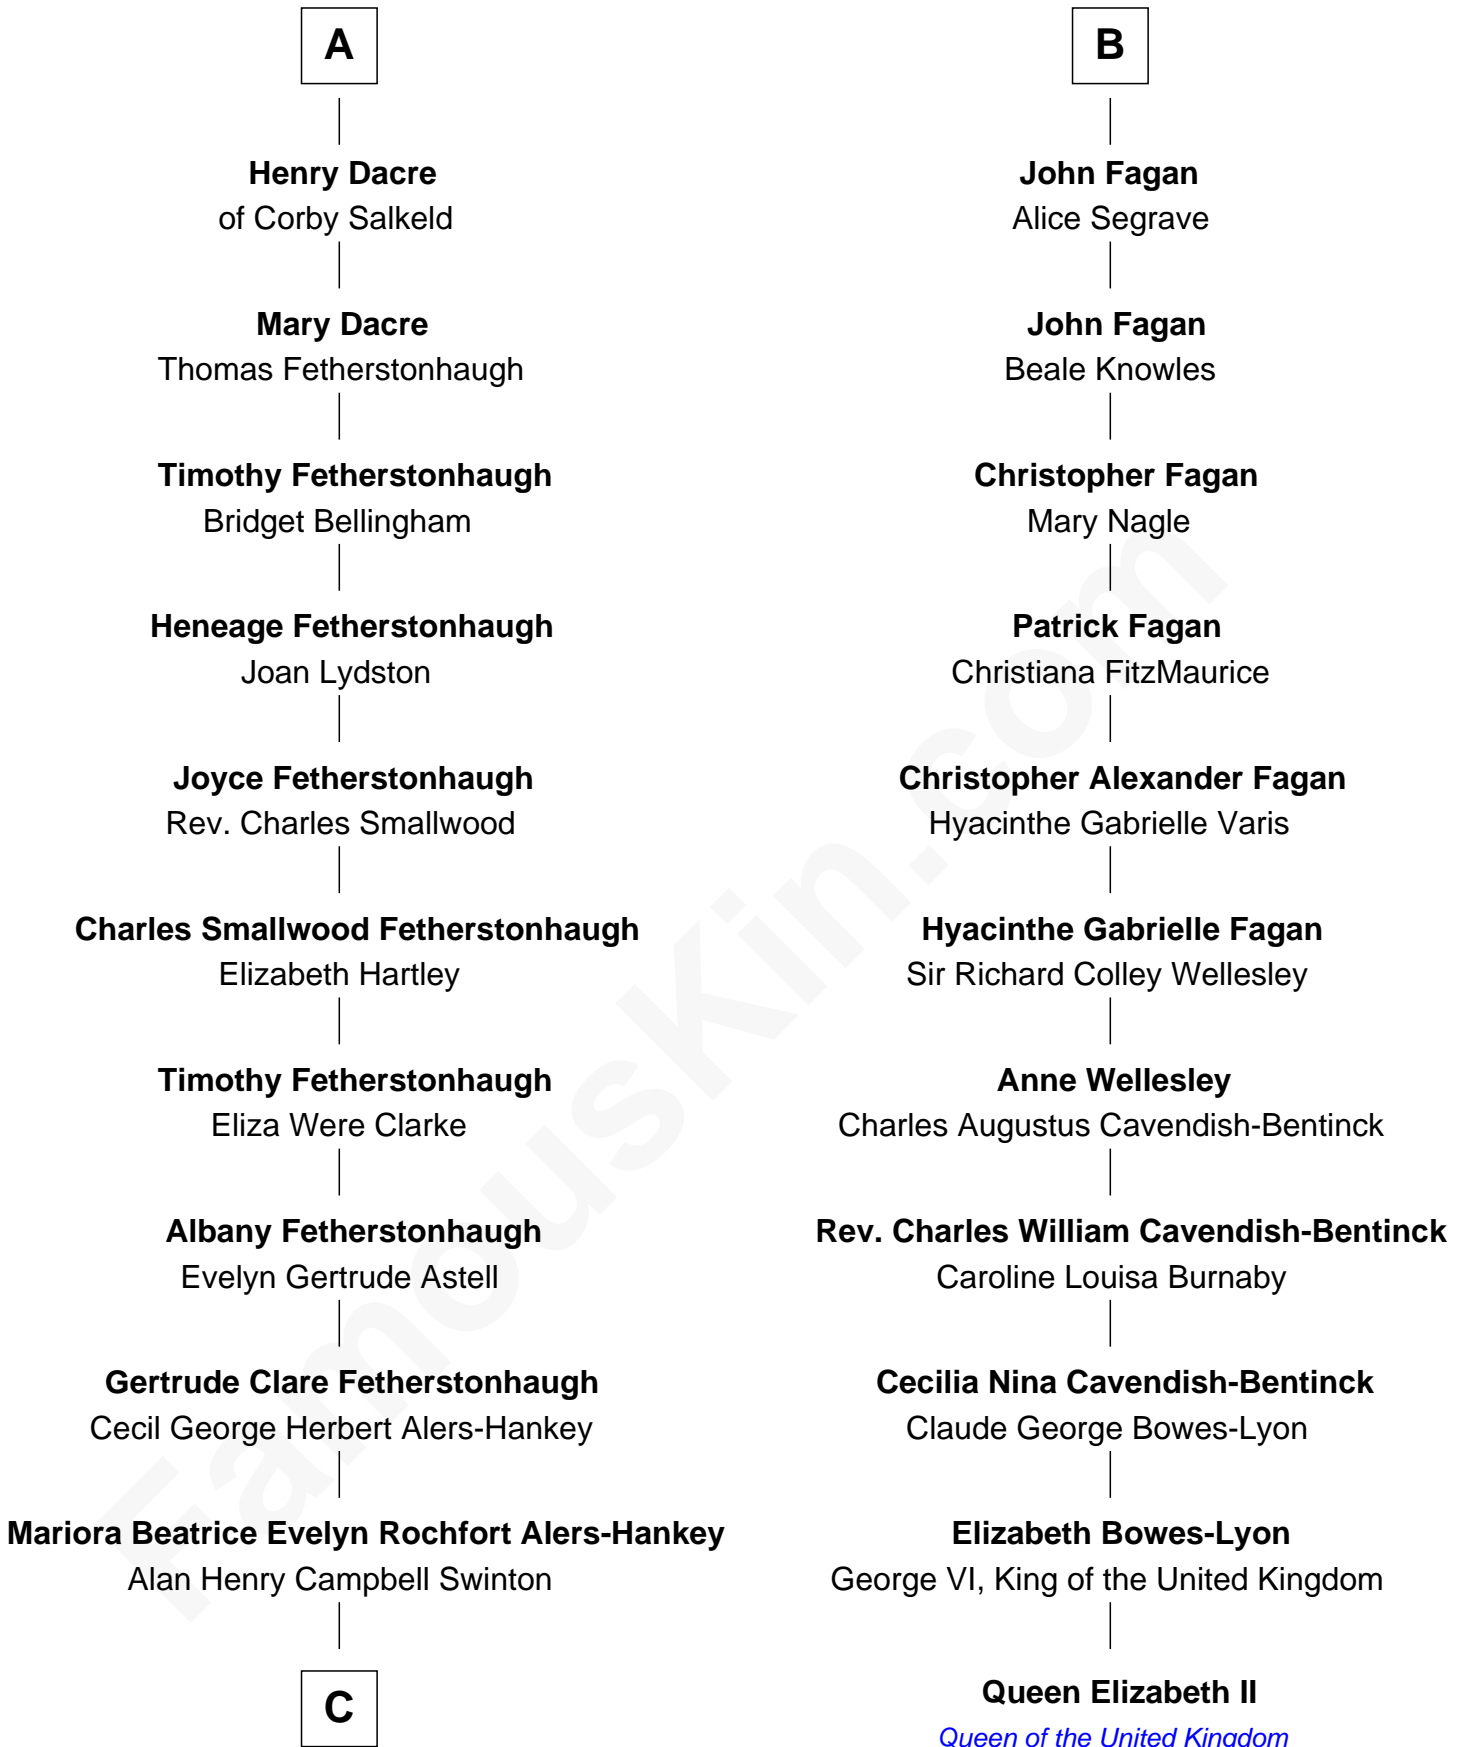 A
Henry Dacre
of Corby Salkeld
Mary Dacre
Thomas Fetherstonhaugh
Timothy Fetherstonhaugh
Bridget Bellingham
Heneage Fetherstonhaugh
Joan Lydston
Joyce Fetherstonhaugh
Rev. Charles Smallwood
Charles Smallwood Fetherstonhaugh
Elizabeth Hartley
Timothy Fetherstonhaugh
Eliza Were Clarke
Albany Fetherstonhaugh
Evelyn Gertrude Astell
Gertrude Clare Fetherstonhaugh
Cecil George Herbert Alers-Hankey
Mariora Beatrice Evelyn Rochfort Alers-Hankey
Alan Henry Campbell Swinton
C
B
John Fagan
Alice Segrave
John Fagan
Beale Knowles
Christopher Fagan
Mary Nagle
Patrick Fagan
Christiana FitzMaurice
Christopher Alexander Fagan
Hyacinthe Gabrielle Varis
Hyacinthe Gabrielle Fagan
Sir Richard Colley Wellesley
Anne Wellesley
Charles Augustus Cavendish-Bentinck
Rev. Charles William Cavendish-Bentinck
Caroline Louisa Burnaby
Cecilia Nina Cavendish-Bentinck
Claude George Bowes-Lyon
Elizabeth Bowes-Lyon
George VI, King of the United Kingdom
Queen Elizabeth II
Queen of the United Kingdom
FamousKin.com